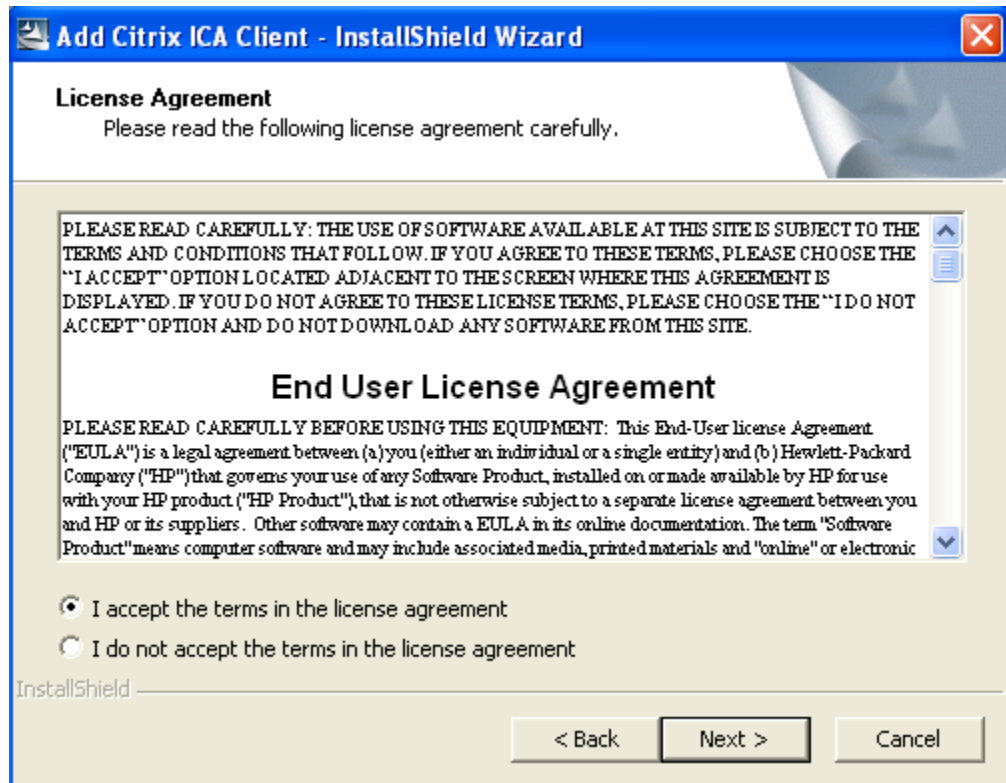 Add Citrix ICA Client - InstallShield Wizard
License Agreement
Please read the following license agreement carefully.
PLEASE READ CAREFULLY: THE USE OF SOFTWARE AVAILABLE AT THIS SITE IS SUBJECT TO THE
TERMS AND CONDITIONS THAT FOLLOW. IF YOU AGREE TO THESE TERMS, PLEASE CHOOSE THE
“I ACCEPT” OPTION LOCATED ADJACENT TO THE SCREEN WHERE THIS AGREEMENT IS
DISPLAYED. IF YOU DO NOT AGREE TO THESE LICENSE TERMS, PLEASE CHOOSE THE “I DO NOT
ACCEPT” OPTION AND DO NOT DOWNLOAD ANY SOFTWARE FROM THIS SITE.
End User License Agreement
PLEASE READ CAREFULLY BEFORE USING THIS EQUIPMENT: This End-User license Agreement
("EULA") is a legal agreement between (a) you (either an individual or a single entity) and (b) Hewlett-Packard
Company ("HP") that governs your use of any Software Product, installed on or made available by HP for use
with your HP product ("HP Product"), that is not otherwise subject to a separate license agreement between you
and HP or its suppliers. Other software may contain a EULA in its online documentation. The term "Software
Product" means computer software and may include associated media, printed materials and "online" or electronic
I accept the terms in the license agreement
I do not accept the terms in the license agreement
InstallShield
< Back
Next >
Cancel